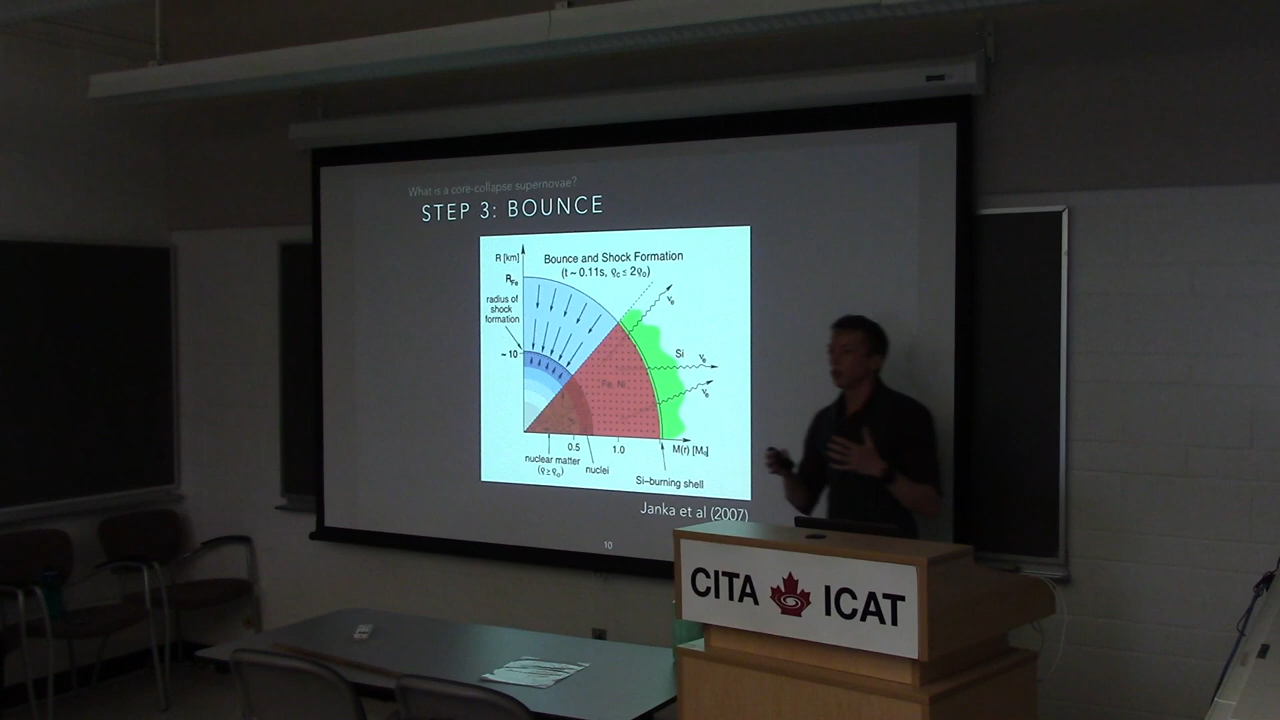 What is a core-collapse supernovae?
STEP 3: BOUNCE
R [km]
Bounce and Shock Formation
(t ~ 0.11s, ϱc ≤ 2ϱo)
RFe
νe
radius of
shock
formation
Si
νe
~ 10
Fe, Ni
νe
0.5
1.0
M(r) [M⊙]
nuclear matter
(ϱ ≥ ϱo)
nuclei
Si–burning shell
Janka et al (2007)
10
CITA ICAT